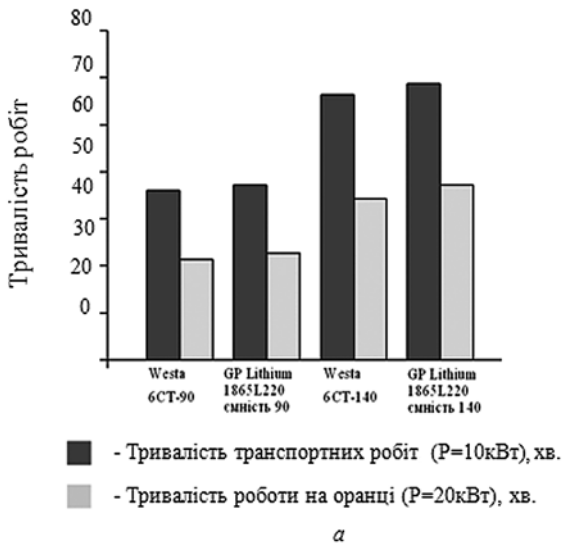 80
70
60
50
40
30
20
0
Тривалість робіт
Westa
6СТ-90
GP Lithium
1865L220
ємність 90
Westa
6СТ-140
GP Lithium
1865L220
ємність 140
- Тривалість транспортних робіт (P=10кВт), хв.
- Тривалість роботи на оранці (P=20кВт), хв.
а